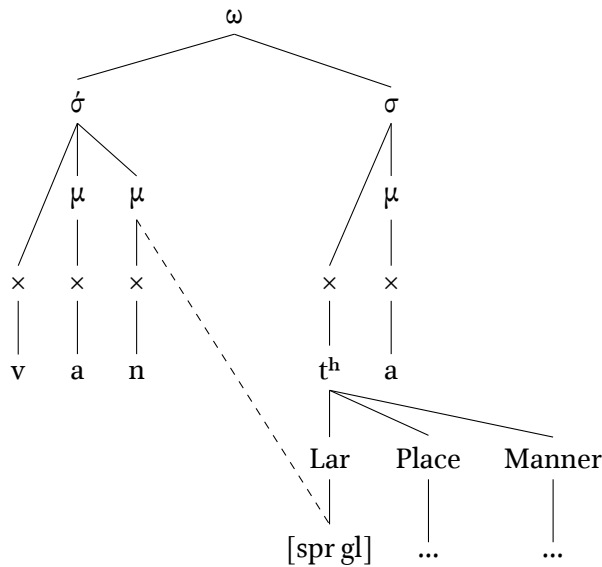 ω
σ́ σ
μ μ μ
× × × × ×
v a n tʰ a
Lar Place Manner
[spr gl] ... ...